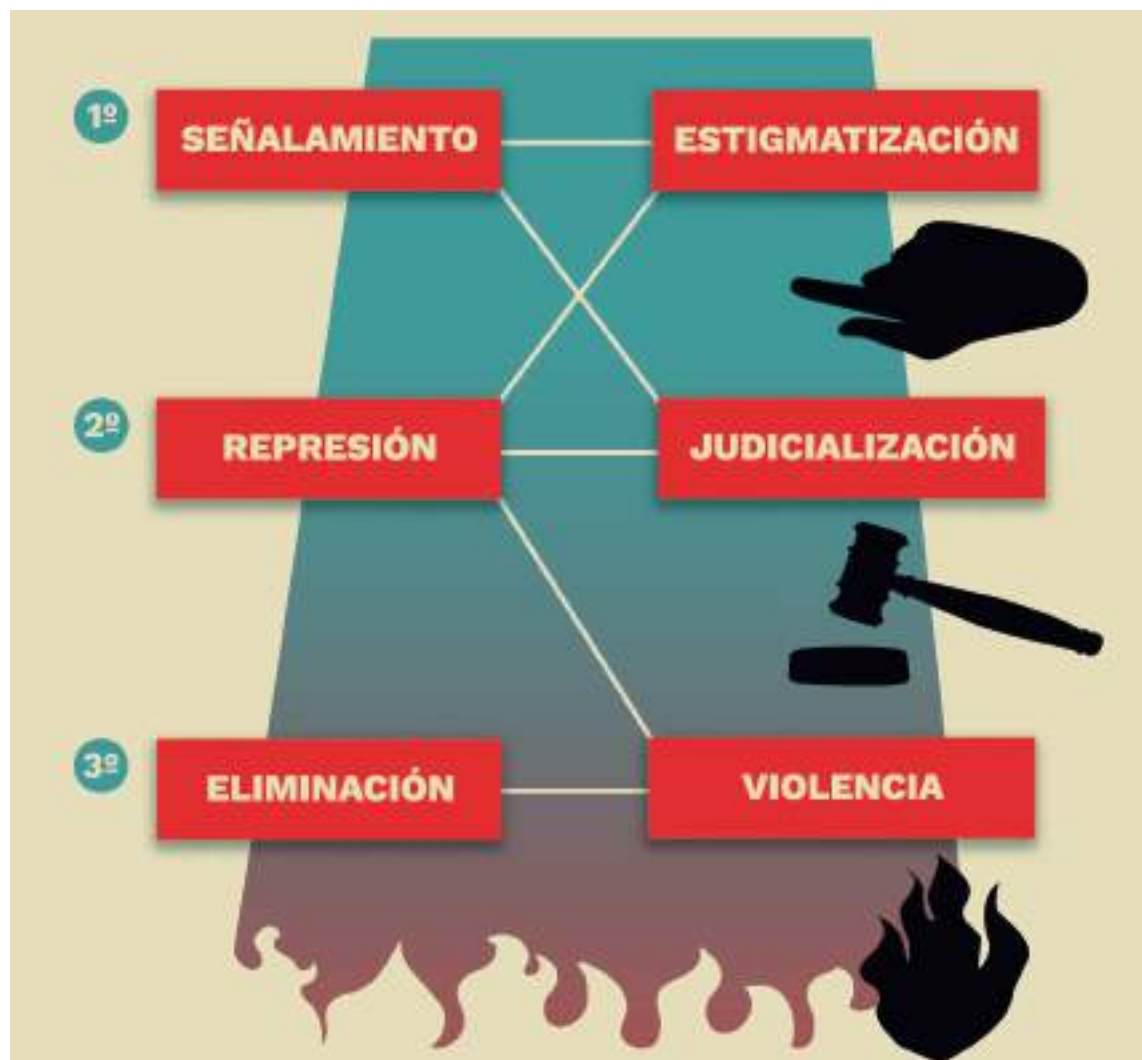 1º
SEÑALAMIENTO
ESTIGMATIZACIÓN
2º
REPRESIÓN
JUDICIALIZACIÓN
3º
ELIMINACIÓN
VIOLENCIA